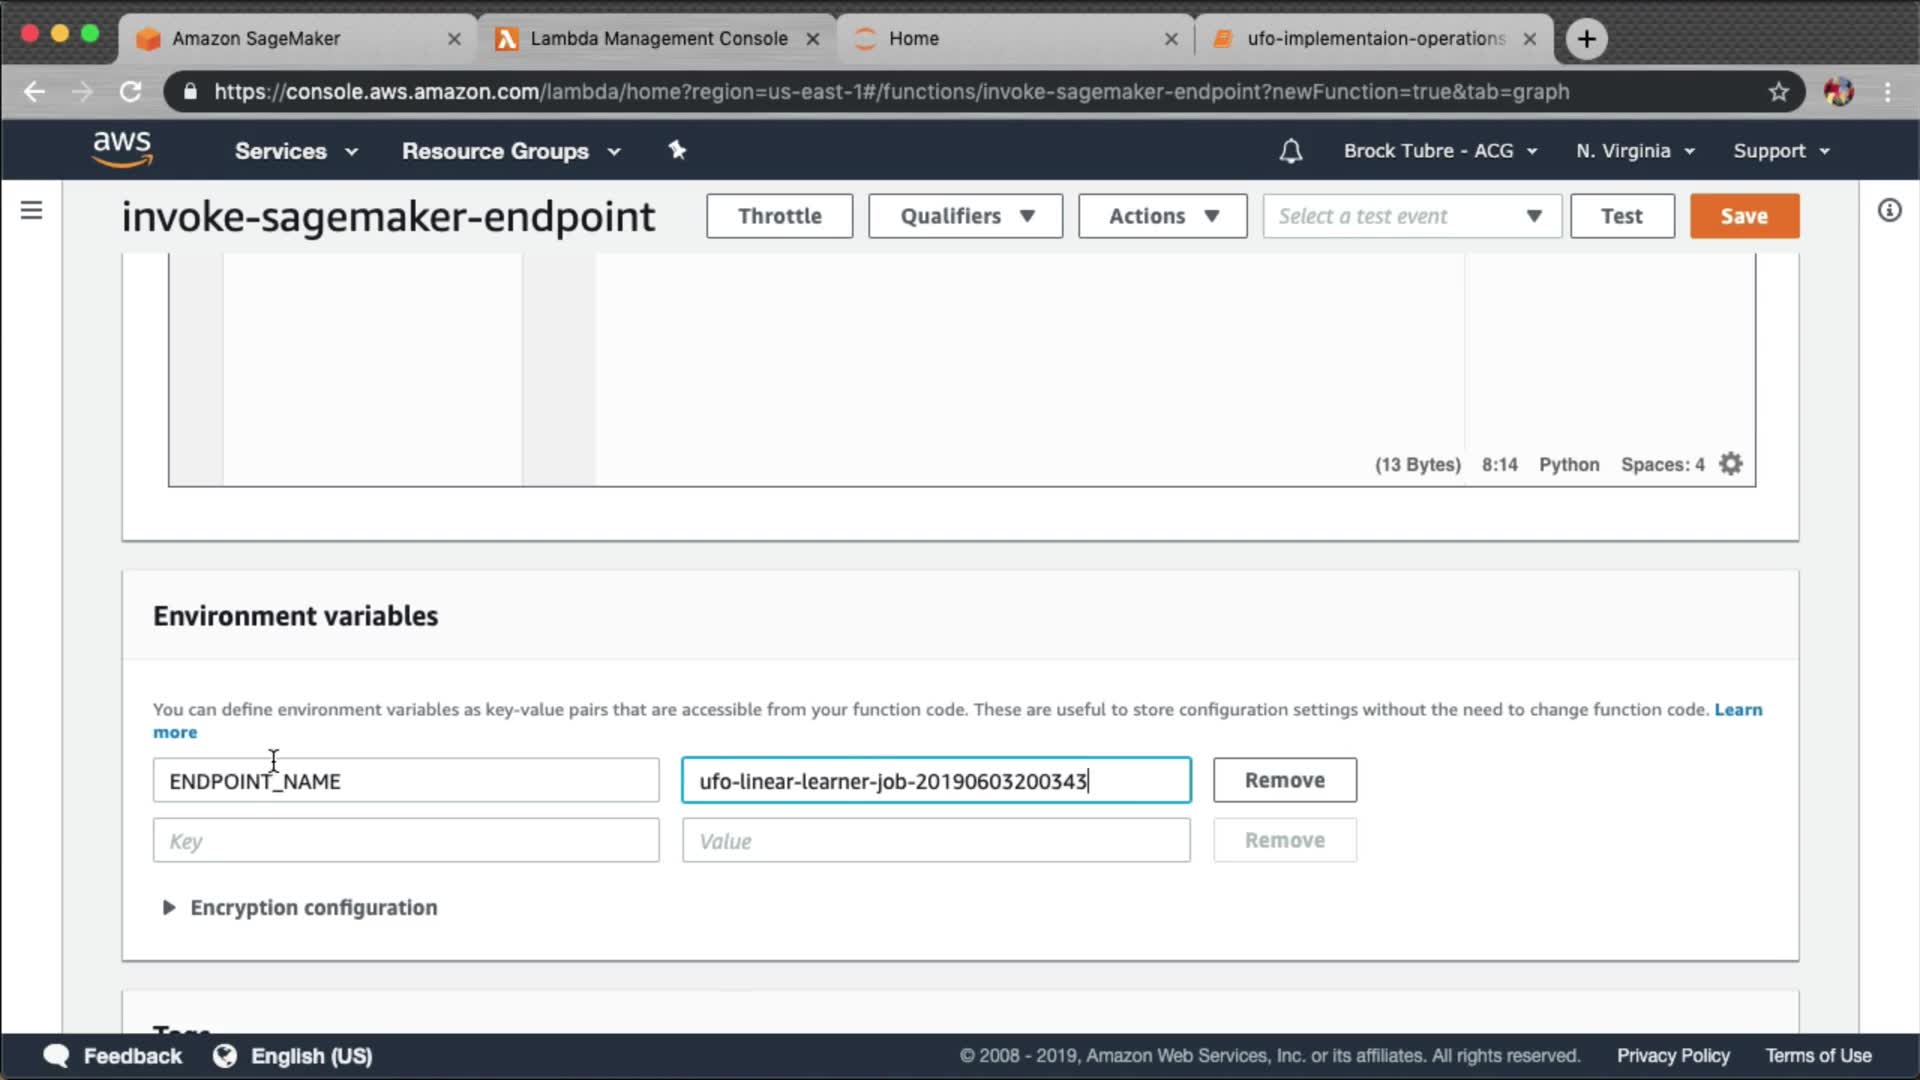 Amazon SageMaker
Lambda Management Console
Home
ufo-implementaion-operations
https://console.aws.amazon.com/lambda/home?region=us-east-1#/functions/invoke-sagemaker-endpoint?newFunction=true&tab=graph
aws
Services
Resource Groups
Brock Tubre - ACG
N. Virginia
Support
invoke-sagemaker-endpoint
Throttle
Qualifiers
Actions
Select a test event
Test
Save
(13 Bytes) 8:14 Python Spaces: 4
Environment variables
You can define environment variables as key-value pairs that are accessible from your function code. These are useful to store configuration settings without the need to change function code. Learn
more
ENDPOINT_NAME
ufo-linear-learner-job-20190603200343
Remove
Key
Value
Remove
Encryption configuration
Tags
Feedback
English (US)
© 2008 - 2019, Amazon Web Services, Inc. or its affiliates. All rights reserved.
Privacy Policy
Terms of Use